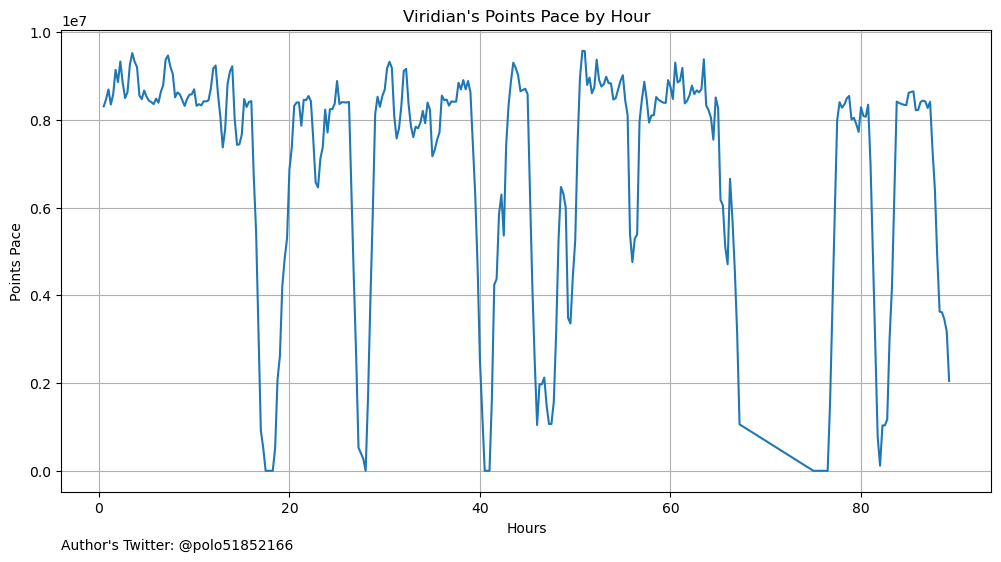 Viridian's Points Pace by Hour
1e7
1.0
0.8
0.6
0.4
0.2
0.0
Points Pace
0 20 40 60 80
Hours
Author's Twitter: @polo51852166